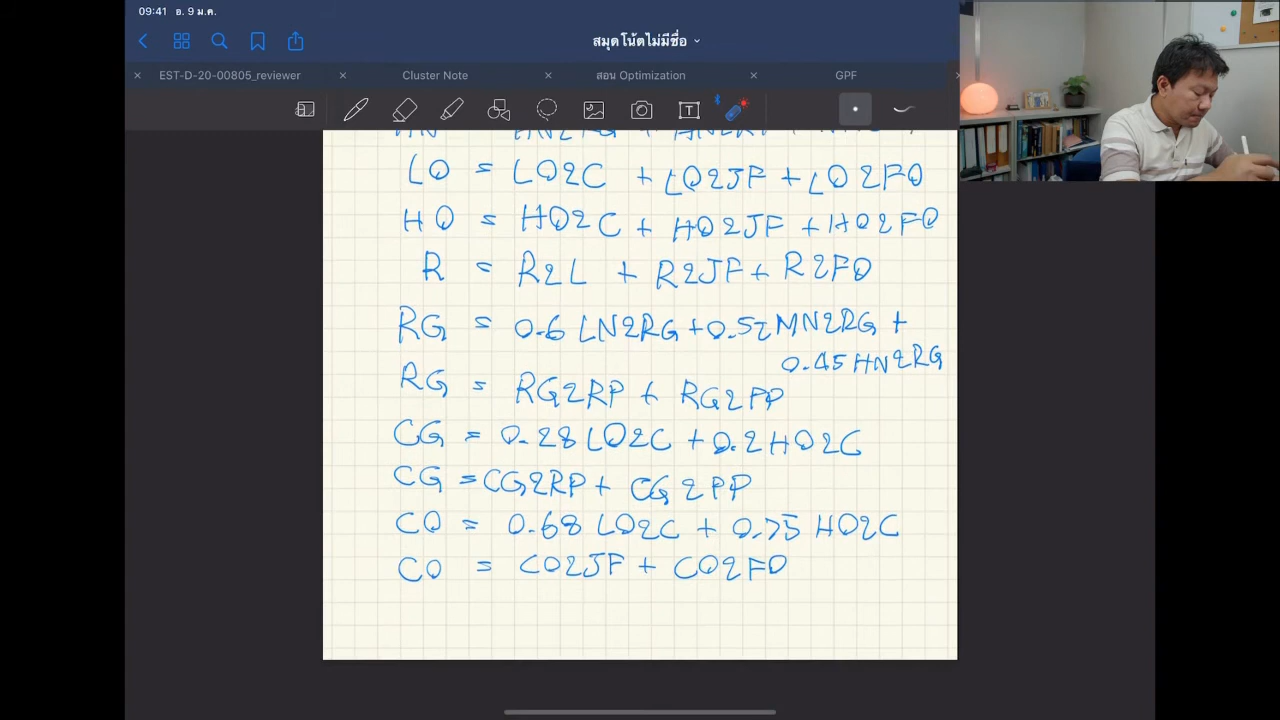 09:41 อ. 9 ม.ค.
สมุดโน้ตไม่มีชื่อ
EST-D-20-00805_reviewer
Cluster Note
สอน Optimization
GPF
LO = LO2C + LO2JF + LO2FO
HO = HO2C + HO2JF + HO2FO
R = R2L + R2JF + R2FO
RG = 0.6 LN2RG + 0.52 MN2RG +
0.45 HN2RG
RG = RG2RP + RG2PP
CG = 0.28 LO2C + 0.2 HO2C
CG = CG2RP + CG2PP
CO = 0.68 LO2C + 0.75 HO2C
CO = CO2JF + CO2FO